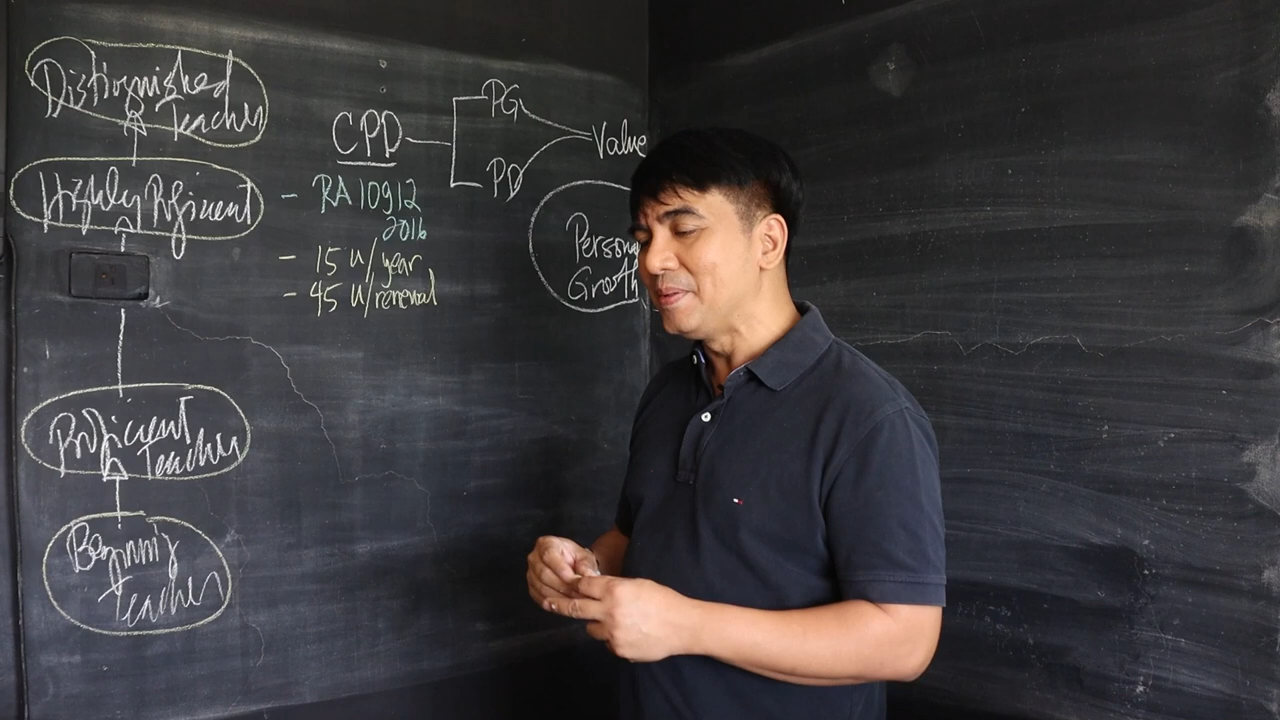 Distinguished
Teacher
Highly Proficient
Proficient
Teacher
Beginning
Teacher
CPD
PG
PD
Value
- RA 10912
2016
- 15 u/year
- 45 u/renewal
Growth